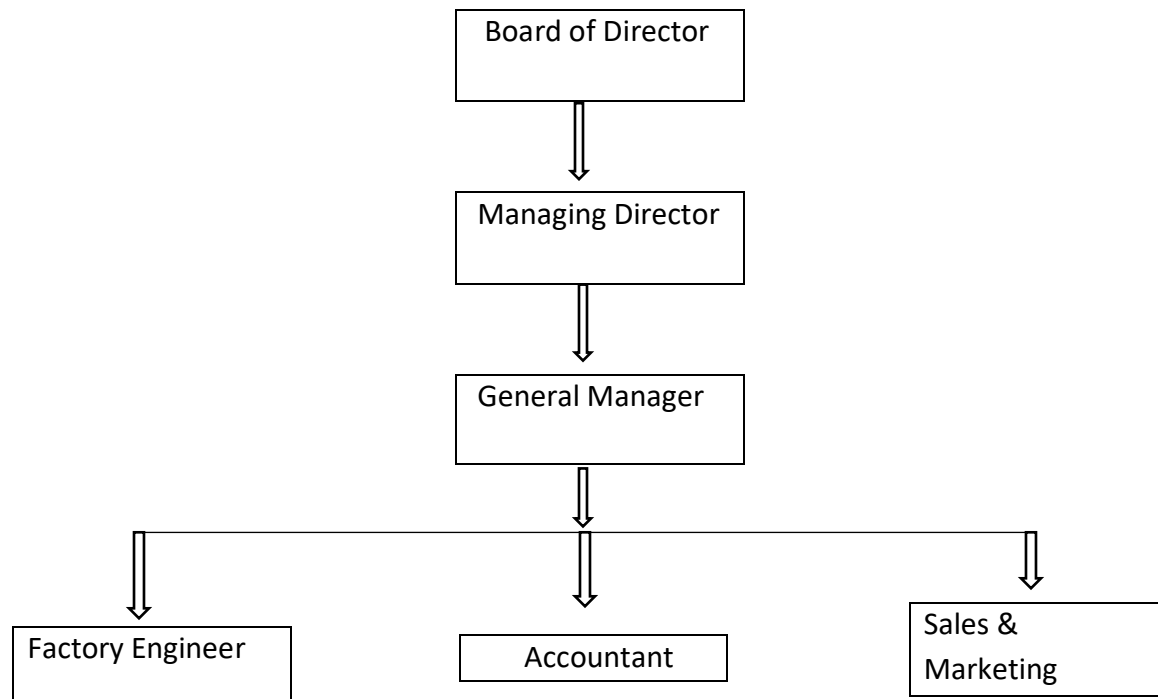 Board of Director
Managing Director
General Manager
Factory Engineer
Accountant
Sales &
Marketing